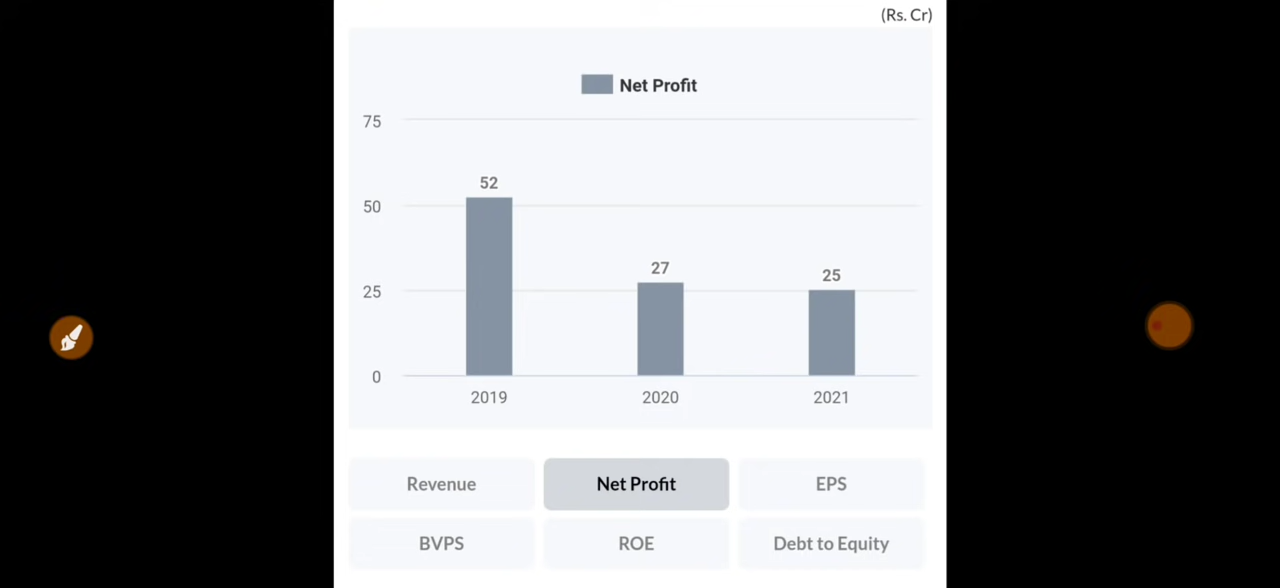 (Rs. Cr)
Net Profit
75
52
50
27
25
25
0
2019 2020 2021
Revenue Net Profit EPS
BVPS ROE Debt to Equity